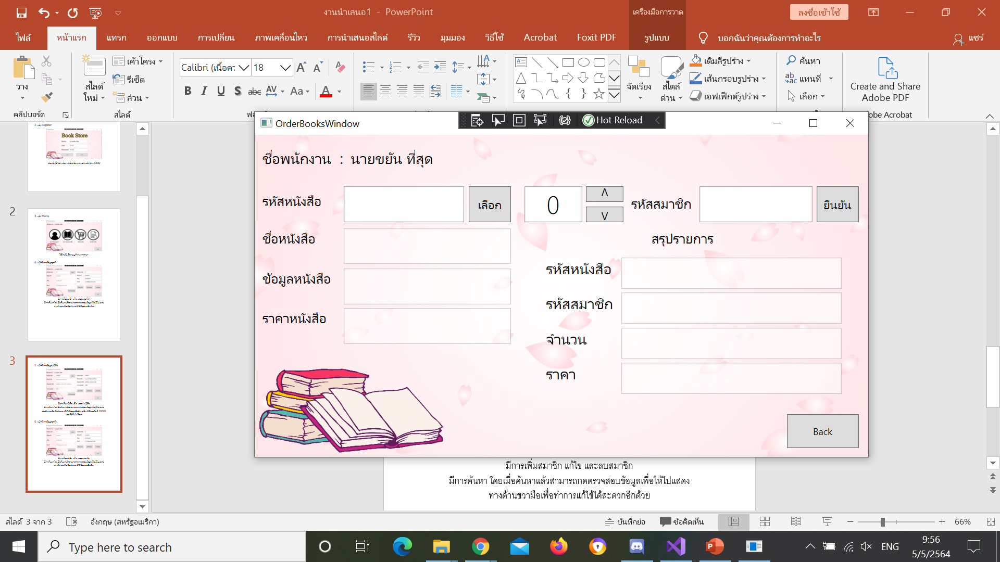 งานนำเสนอ1 - PowerPoint
เครื่องมือการวาด
ลงชื่อเข้าใช้
ไฟล์ หน้าแรก แทรก ออกแบบ การเปลี่ยน ภาพเคลื่อนไหว การนำเสนอสไลด์ รีวิว มุมมอง วิธีใช้ Acrobat Foxit PDF รูปแบบ บอกฉันว่าคุณต้องการทำอะไร แชร์
วาง
สไลด์ใหม่
เค้าโครง
รีเซ็ต
ส่วน
Calibri (เนื้อคว 18
B I U S abc AV Aa A
จัดเรียง
สไตล์ด่วน
เติมสีรูปร่าง
เส้นกรอบรูปร่าง
เอฟเฟ็กต์รูปร่าง
ค้นหา
แทนที่
เลือก
Create and Share
Adobe PDF
คลิปบอร์ด
สไลด์
obe Acrobat
OrderBooksWindow
Hot Reload
ชื่อพนักงาน : นายขยัน ที่สุด
รหัสหนังสือ
เลือก
0
Λ
V
รหัสสมาชิก
ยืนยัน
ชื่อหนังสือ
สรุปรายการ
ข้อมูลหนังสือ
รหัสหนังสือ
ราคาหนังสือ
รหัสสมาชิก
จำนวน
ราคา
Back
2. หน้า Register
Book Store
2
3. หน้า Menu
3
มีการเพิ่มสมาชิก แก้ไข และลบสมาชิก
มีการค้นหา โดยเมื่อค้นหาแล้วสามารถกดตรวจสอบข้อมูลเพื่อให้ไปแสดง
ทางด้านขวามือเพื่อทำการแก้ไข้ได้สะดวกอีกด้วย
สไลด์ 3 จาก 3
อังกฤษ (สหรัฐอเมริกา)
บันทึกย่อ
ข้อคิดเห็น
66%
Type here to search
ENG
9:56
5/5/2564